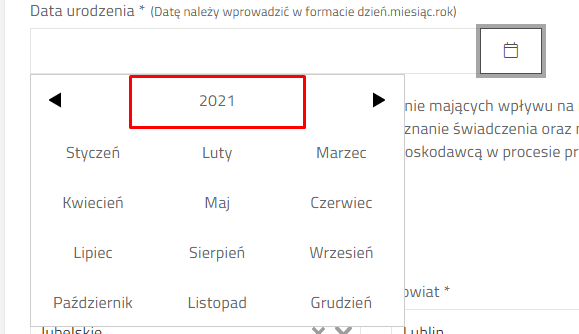 Data urodzenia * (Datę należy wprowadzić w formacie dzień.miesiąc.rok)
2021
nie mających wpływu na
znanie świadczenia oraz
oskodawcą w procesie pr
Styczeń Luty Marzec
Kwiecień Maj Czerwiec
Lipiec Sierpień Wrzesień
owiat *
Październik Listopad Grudzień
lubelskie Lublin